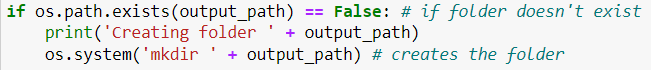 if os.path.exists(output_path) == False: # if folder doesn't exist
    print('Creating folder ' + output_path)
    os.system('mkdir ' + output_path) # creates the folder